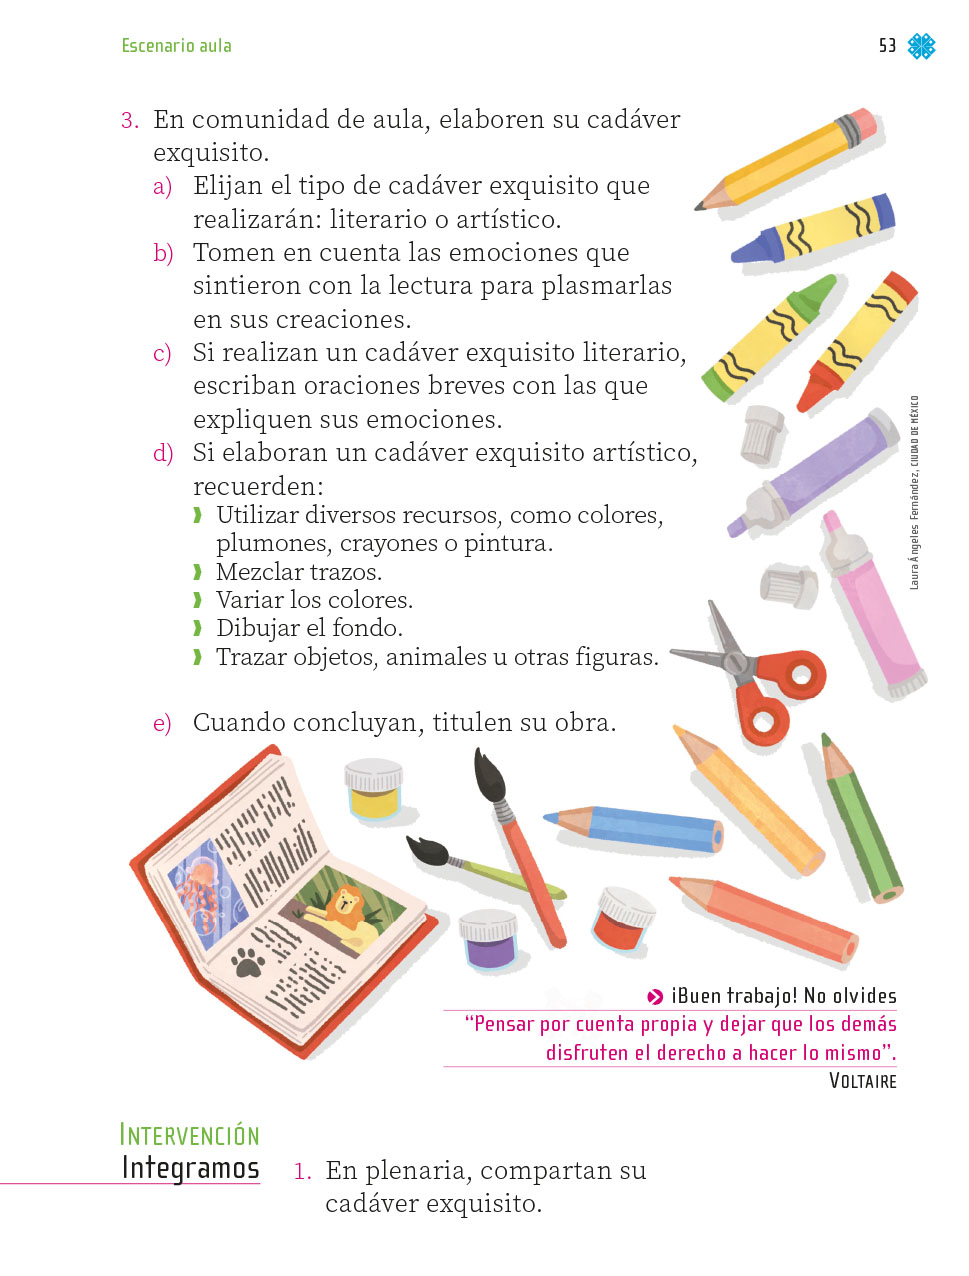 Escenario aula
53
3. En comunidad de aula, elaboren su cadáver
exquisito.
a) Elijan el tipo de cadáver exquisito que
realizarán: literario o artístico.
b) Tomen en cuenta las emociones que
sintieron con la lectura para plasmarlas
en sus creaciones.
c) Si realizan un cadáver exquisito literario,
escriban oraciones breves con las que
expliquen sus emociones.
d) Si elaboran un cadáver exquisito artístico,
recuerden:
Utilizar diversos recursos, como colores,
plumones, crayones o pintura.
Mezclar trazos.
Variar los colores.
Dibujar el fondo.
Trazar objetos, animales u otras figuras.
e) Cuando concluyan, titulen su obra.
Laura Ángeles Fernández, CIUDAD DE MÉXICO
¡Buen trabajo! No olvides
“Pensar por cuenta propia y dejar que los demás
disfruten el derecho a hacer lo mismo”.
VOLTAIRE
INTERVENCIÓN
Integramos
1. En plenaria, compartan su
cadáver exquisito.